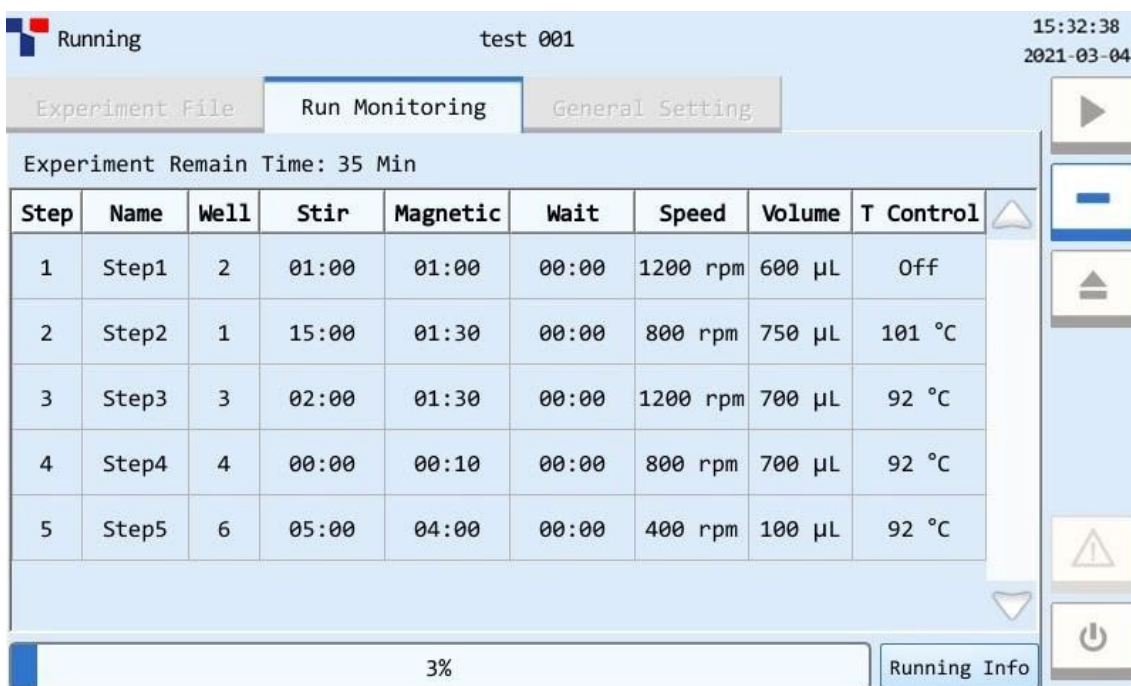 Running test 001 15:32:38
2021-03-04
Experiment File Run Monitoring General Setting
Experiment Remain Time: 35 Min
Step Name Well Stir Magnetic Wait Speed Volume T Control
1 Step1 2 01:00 01:00 00:00 1200 rpm 600 μL Off
2 Step2 1 15:00 01:30 00:00 800 rpm 750 μL 101 °C
3 Step3 3 02:00 01:30 00:00 1200 rpm 700 μL 92 °C
4 Step4 4 00:00 00:10 00:00 800 rpm 700 μL 92 °C
5 Step5 6 05:00 04:00 00:00 400 rpm 100 μL 92 °C
3% Running Info